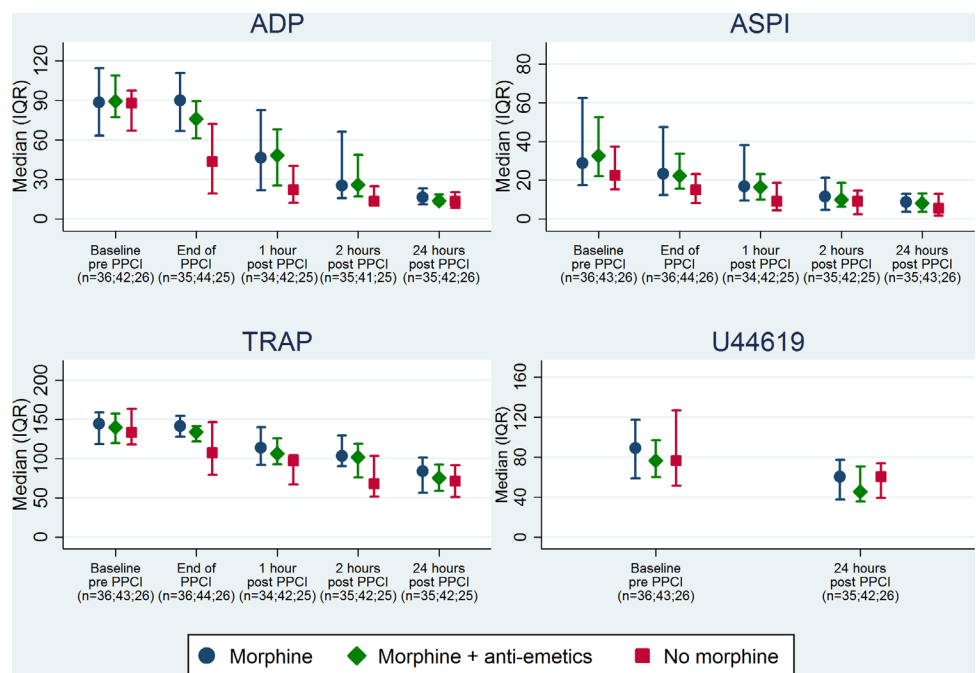 ADP
Median (IQR)
120
90
60
30
0
Baseline
pre PPCI
(n=36;42;26)
End of
PPCI
(n=35;44;25)
1 hour
post PPCI
(n=34;42;25)
2 hours
post PPCI
(n=35;41;25)
24 hours
post PPCI
(n=35;42;26)
ASPI
Median (IQR)
80
60
40
20
0
Baseline
pre PPCI
(n=36;43;26)
End of
PPCI
(n=36;44;26)
1 hour
post PPCI
(n=34;42;25)
2 hours
post PPCI
(n=35;42;25)
24 hours
post PPCI
(n=35;43;26)
TRAP
Median (IQR)
200
150
100
50
0
Baseline
pre PPCI
(n=36;43;26)
End of
PPCI
(n=36;44;26)
1 hour
post PPCI
(n=34;42;25)
2 hours
post PPCI
(n=35;42;25)
24 hours
post PPCI
(n=35;42;25)
U44619
Median (IQR)
160
120
80
40
0
Baseline
pre PPCI
(n=36;43;26)
24 hours
post PPCI
(n=35;42;26)
Morphine
Morphine + anti-emetics
No morphine